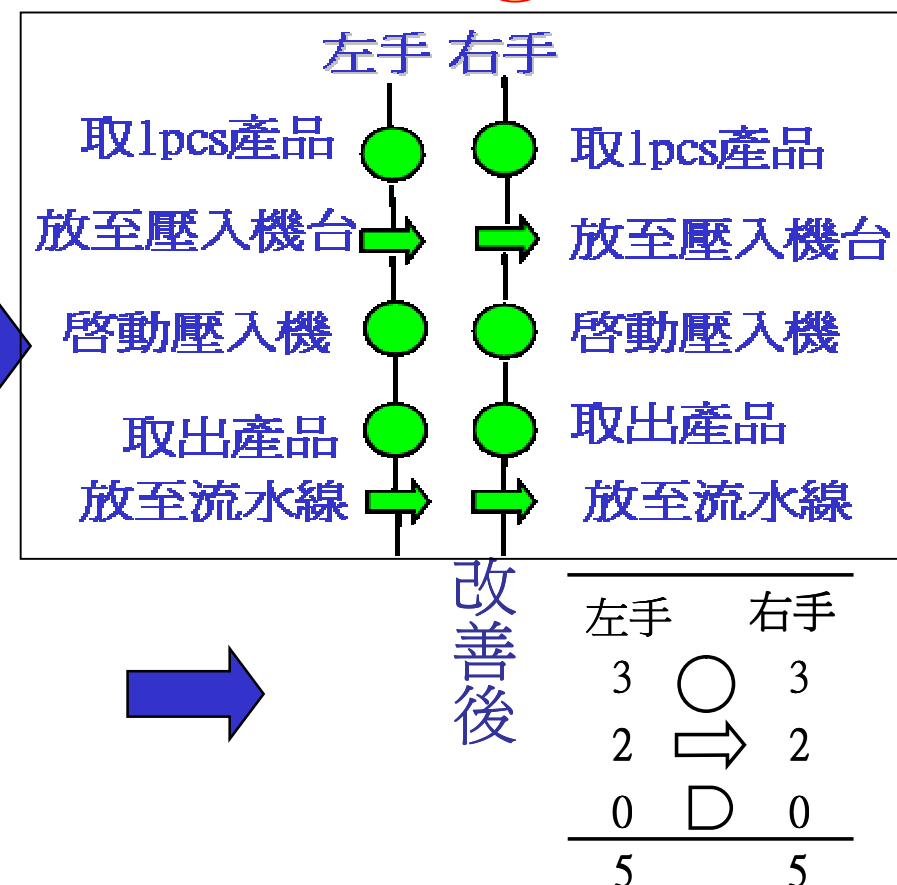 左手 右手
取1pcs產品 取1pcs產品
放至壓入機台 放至壓入機台
啓動壓入機 啓動壓入機
取出產品 取出產品
放至流水線 放至流水線
改善後
左手 右手
3 3
2 2
0 0
5 5